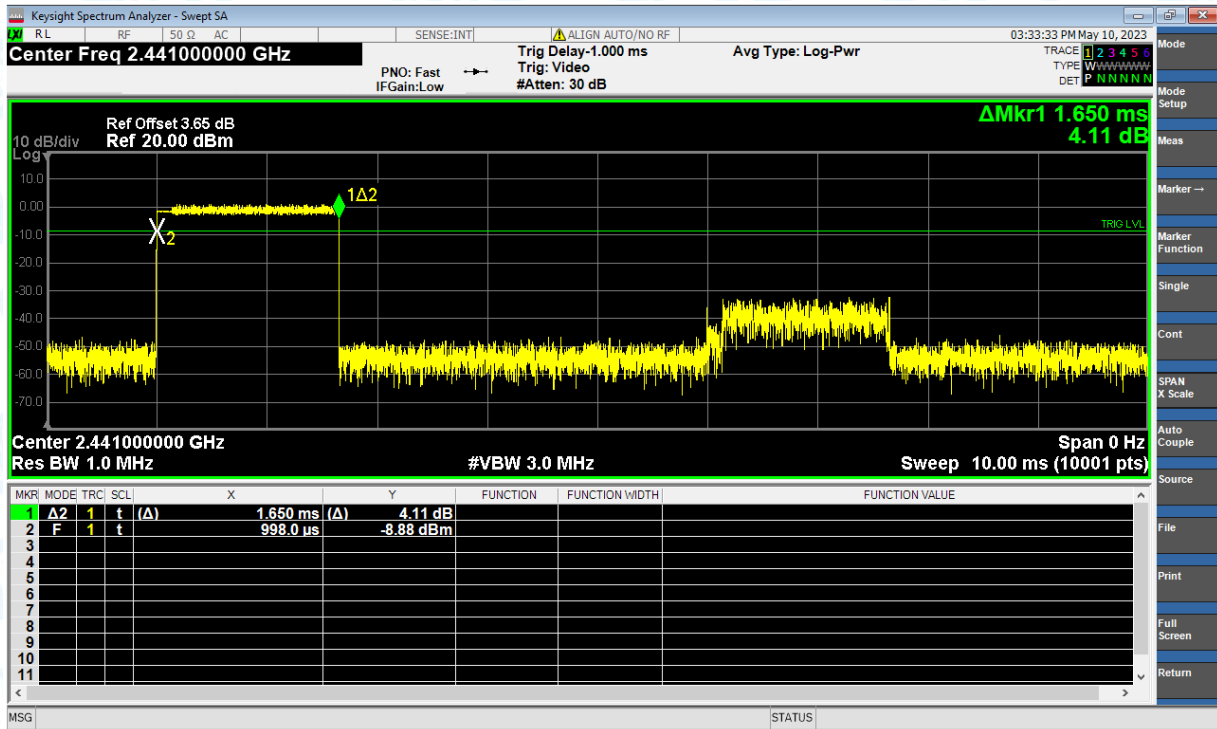 Keysight Spectrum Analyzer - Swept SA
LXI RL RF 50 Ω AC SENSE:INT ALIGN AUTO/NO RF 03:33:33 PM May 10, 2023
Center Freq 2.441000000 GHz
PNO: Fast
IFGain:Low
Trig Delay-1.000 ms
Trig: Video
#Atten: 30 dB
Avg Type: Log-Pwr
TRACE 1 2 3 4 5 6
TYPE WWWWWW
DET P N N N N N
ΔMkr1 1.650 ms
4.11 dB
Ref Offset 3.65 dB
10 dB/div Ref 20.00 dBm
Log
10.0
0.00
-10.0
-20.0
-30.0
-40.0
-50.0
-60.0
-70.0
1Δ2
2
TRIG LVL
Center 2.441000000 GHz Span 0 Hz
Res BW 1.0 MHz #VBW 3.0 MHz Sweep 10.00 ms (10001 pts)
MKR MODE TRC SCL X Y FUNCTION FUNCTION WIDTH FUNCTION VALUE
1 Δ2 1 t (Δ) 1.650 ms (Δ) 4.11 dB
2 F 1 t 998.0 µs -8.88 dBm
3
4
5
6
7
8
9
10
11
MSG STATUS
Mode
Mode
Setup
Meas
Marker→
Marker
Function
Single
Cont
SPAN
X Scale
Auto
Couple
Source
File
Print
Full
Screen
Return